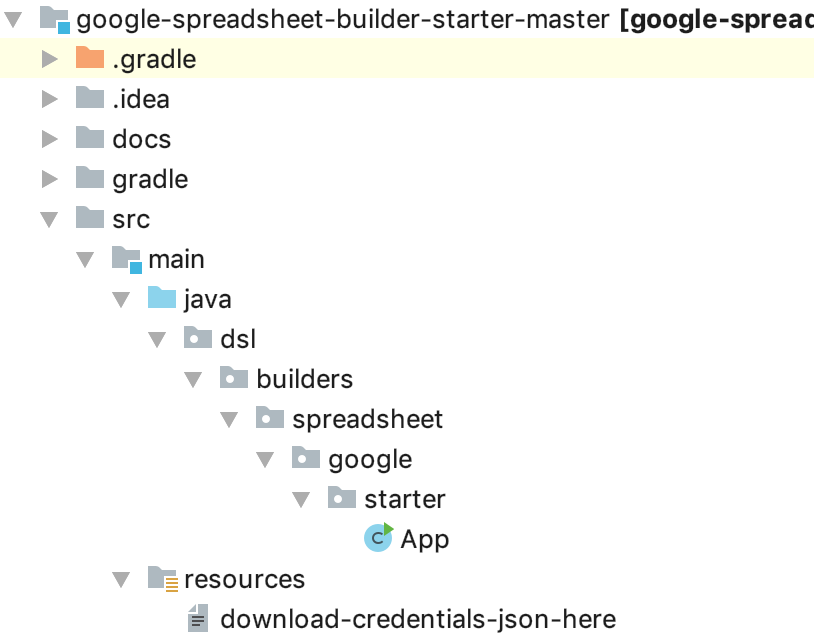 google-spreadsheet-builder-starter-master [google-spread
.gradle
.idea
docs
gradle
src
main
java
dsl
builders
spreadsheet
google
starter
C App
resources
download-credentials-json-here